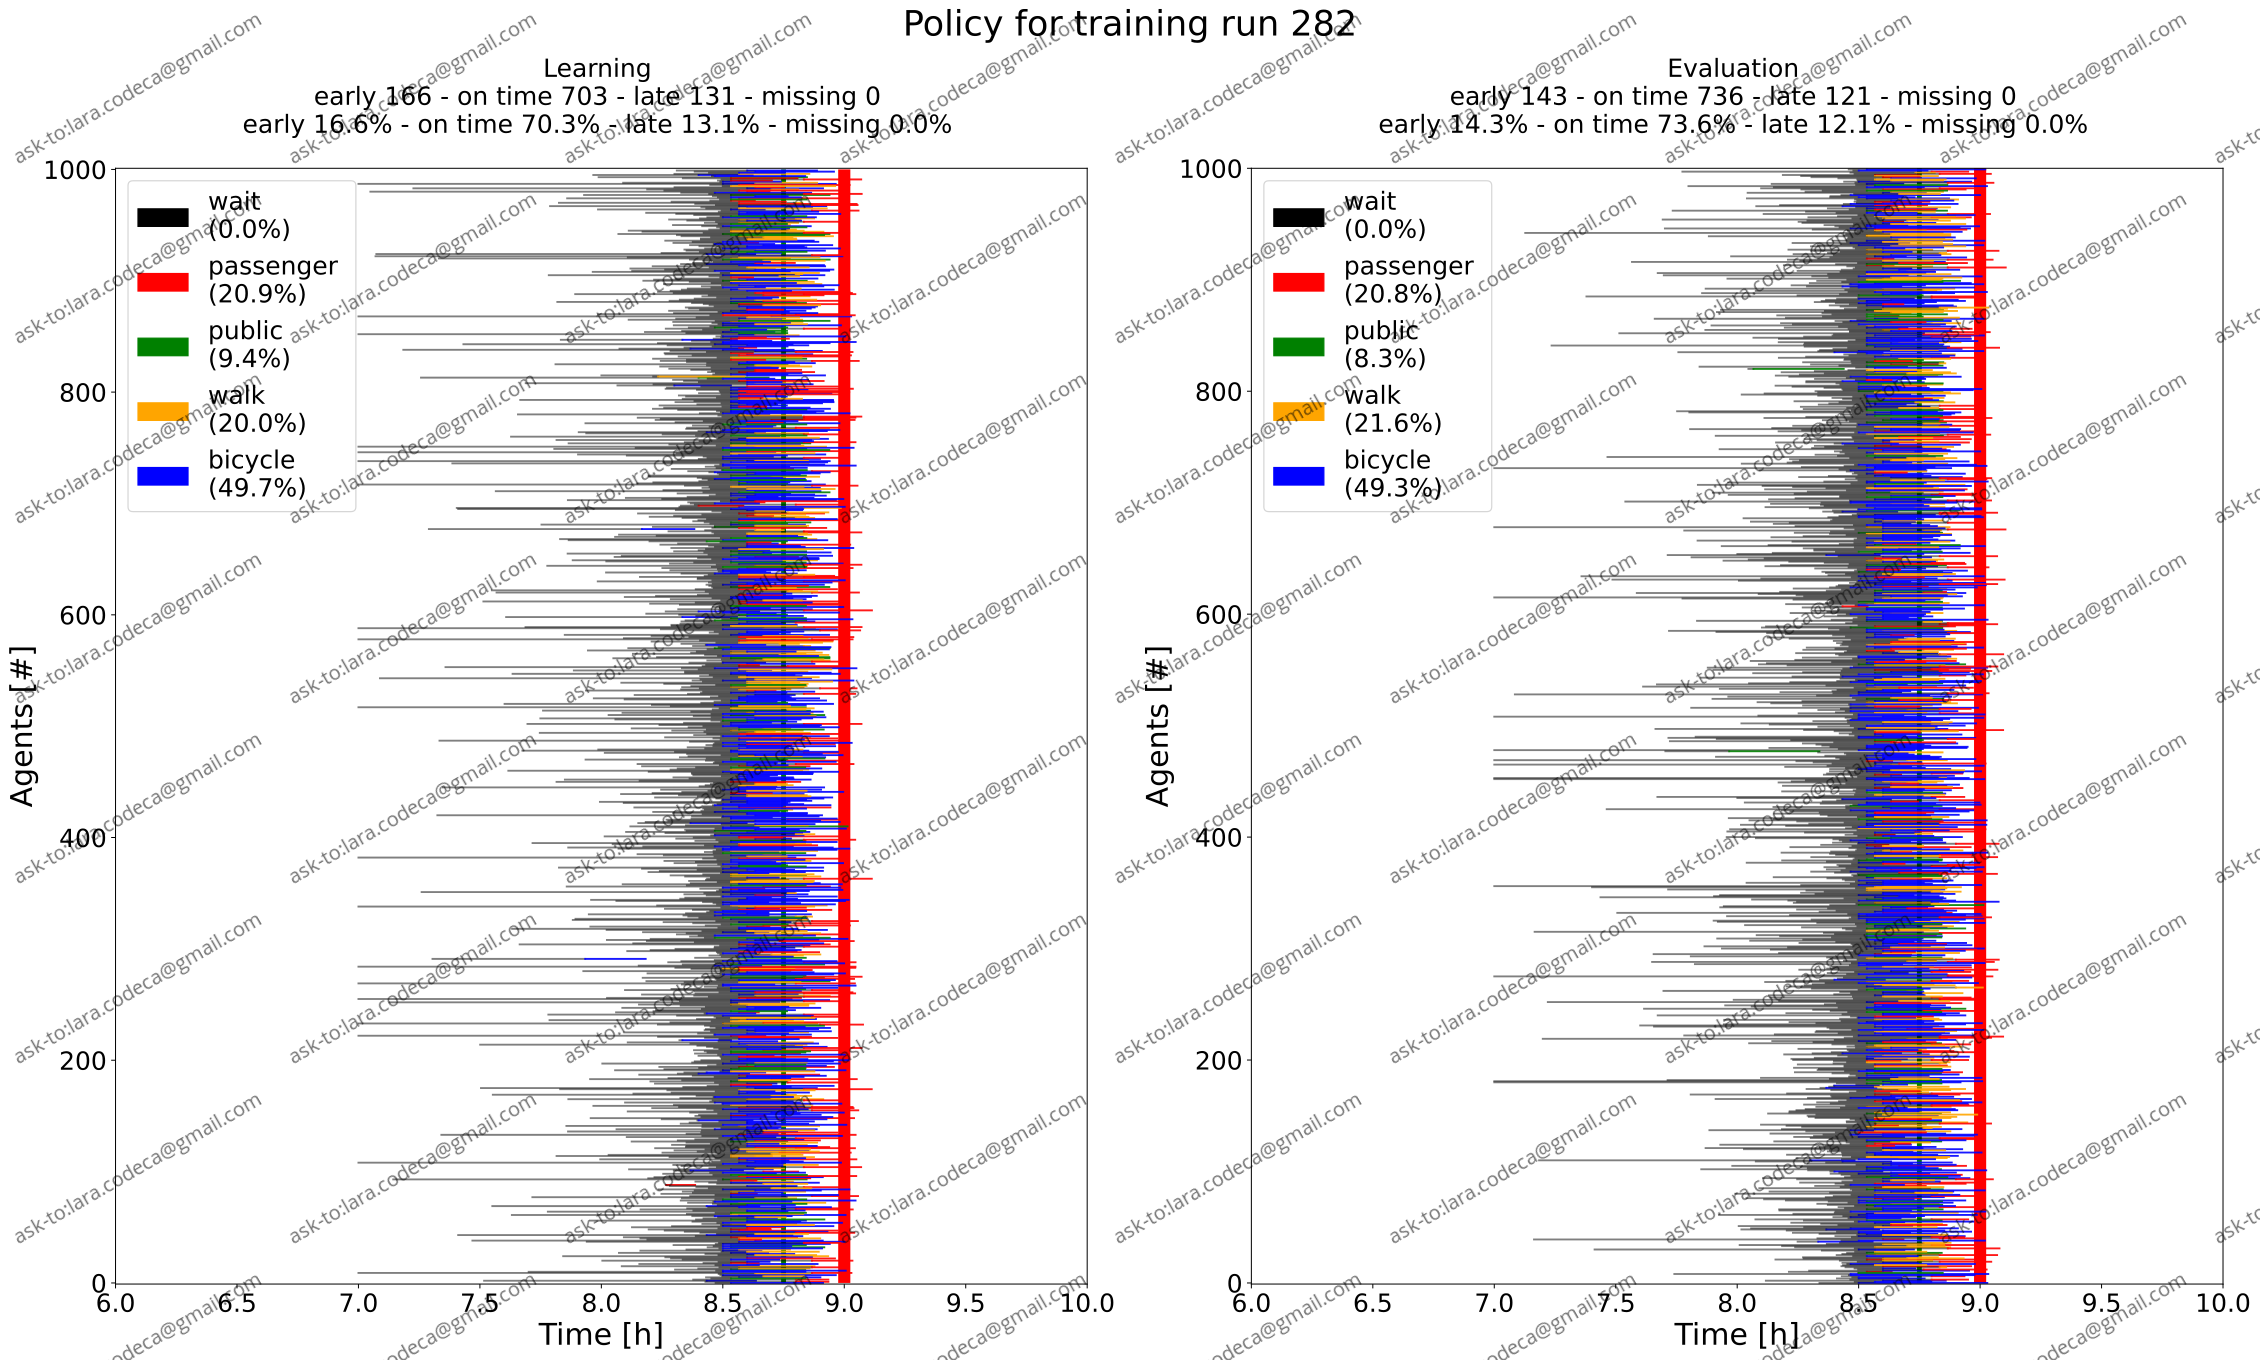 Policy for training run 282
Learning
early 166 - on time 703 - late 131 - missing 0
early 16.6% - on time 70.3% - late 13.1% - missing 0.0%
Agents [#]
1000
800
600
400
200
0
wait
(0.0%)
passenger
(20.9%)
public
(9.4%)
walk
(20.0%)
bicycle
(49.7%)
6.0 6.5 7.0 7.5 8.0 8.5 9.0 9.5 10.0
Time [h]
Evaluation
early 143 - on time 736 - late 121 - missing 0
early 14.3% - on time 73.6% - late 12.1% - missing 0.0%
Agents [#]
1000
800
600
400
200
0
wait
(0.0%)
passenger
(20.8%)
public
(8.3%)
walk
(21.6%)
bicycle
(49.3%)
6.0 6.5 7.0 7.5 8.0 8.5 9.0 9.5 10.0
Time [h]
ask-to:lara.codeca@gmail.com